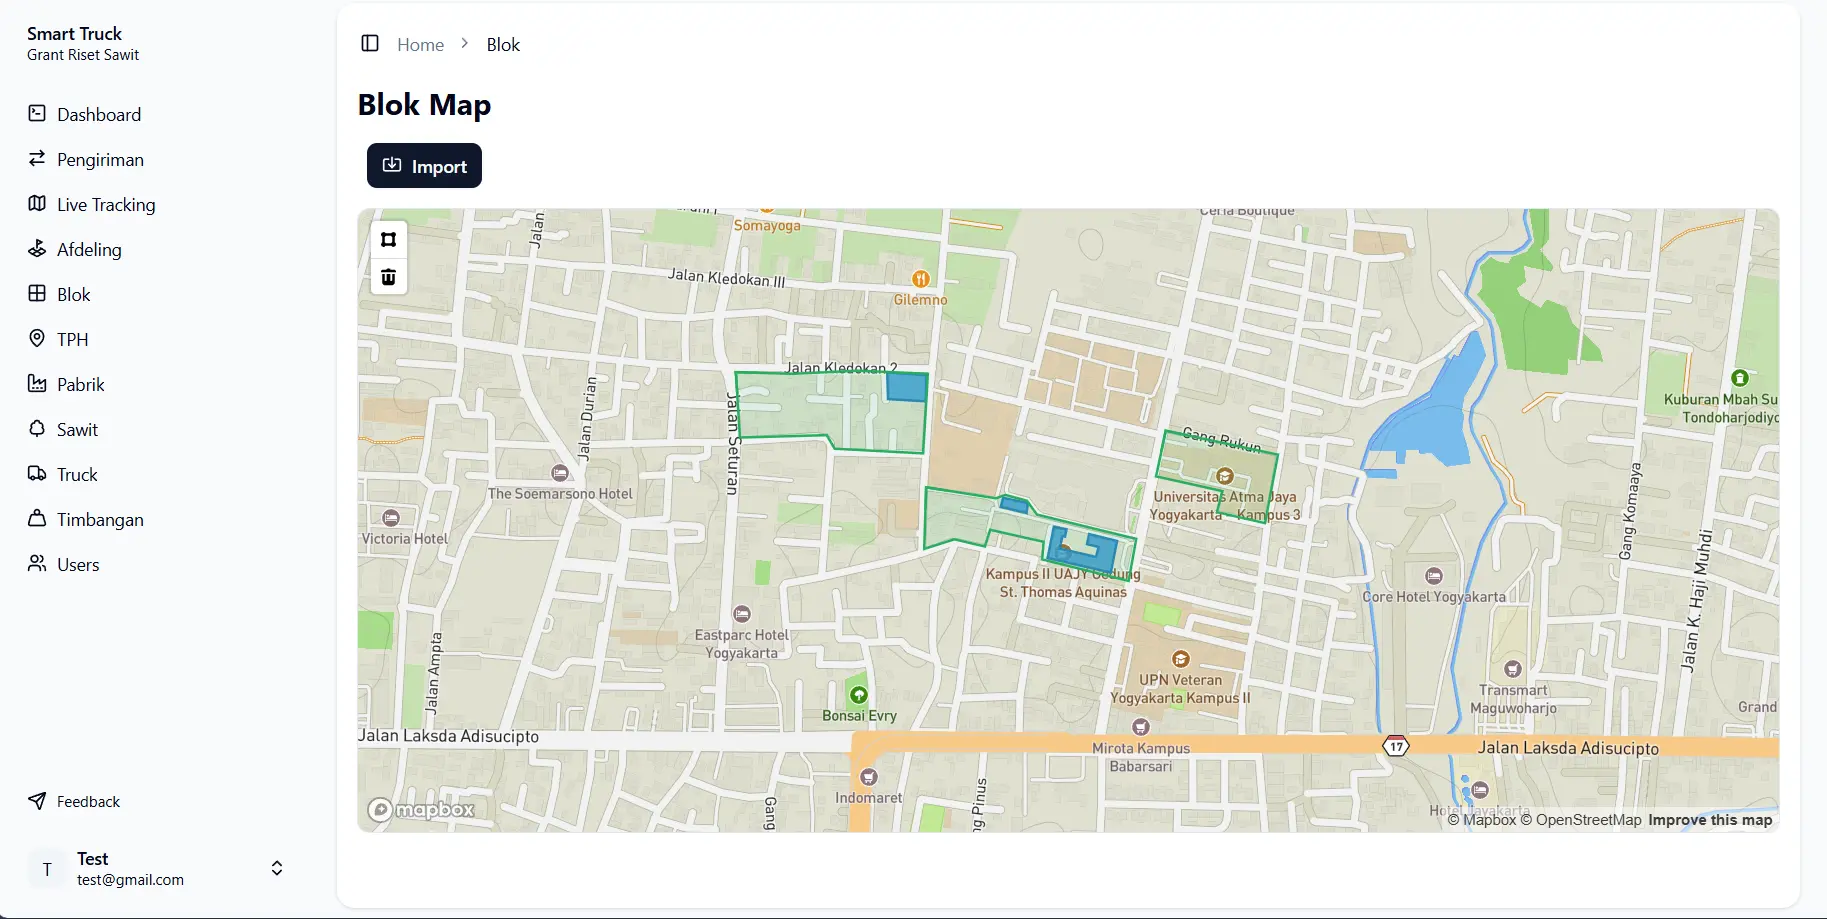 Smart Truck
Grant Riset Sawit
Dashboard
Pengiriman
Live Tracking
Afdeling
Blok
TPH
Pabrik
Sawit
Truck
Timbangan
Users
Feedback
T
Test
test@gmail.com
Home > Blok
Blok Map
Import
Jalan
Somayoga
Ceria Boutique
Jalan Kledokan III
Gilemno
Jalan Kledokan 2
Jalan Durian
Jalan Seturan
Kuburan Mbah Su
Tondoharjodiyo
Gang Rukun
The Soemarsono Hotel
Universitas Atma Jaya
Yogyakarta - Kampus 3
Victoria Hotel
Gang Komaaya
Jalan K. Haji Muhdi
Kampus II UAJY Gedung
St. Thomas Aquinas
Core Hotel Yogyakarta
Eastparc Hotel
Yogyakarta
Jalan Ampta
UPN Veteran
Yogyakarta Kampus II
Transmart
Maguwoharjo
Grand
Bonsai Evry
Jalan Laksda Adisucipto
Mirota Kampus
Babarsari
17
Jalan Laksda Adisucipto
Indomaret
Gang
ng Pinus
Hotel Jayakarta
mapbox
© Mapbox © OpenStreetMap Improve this map